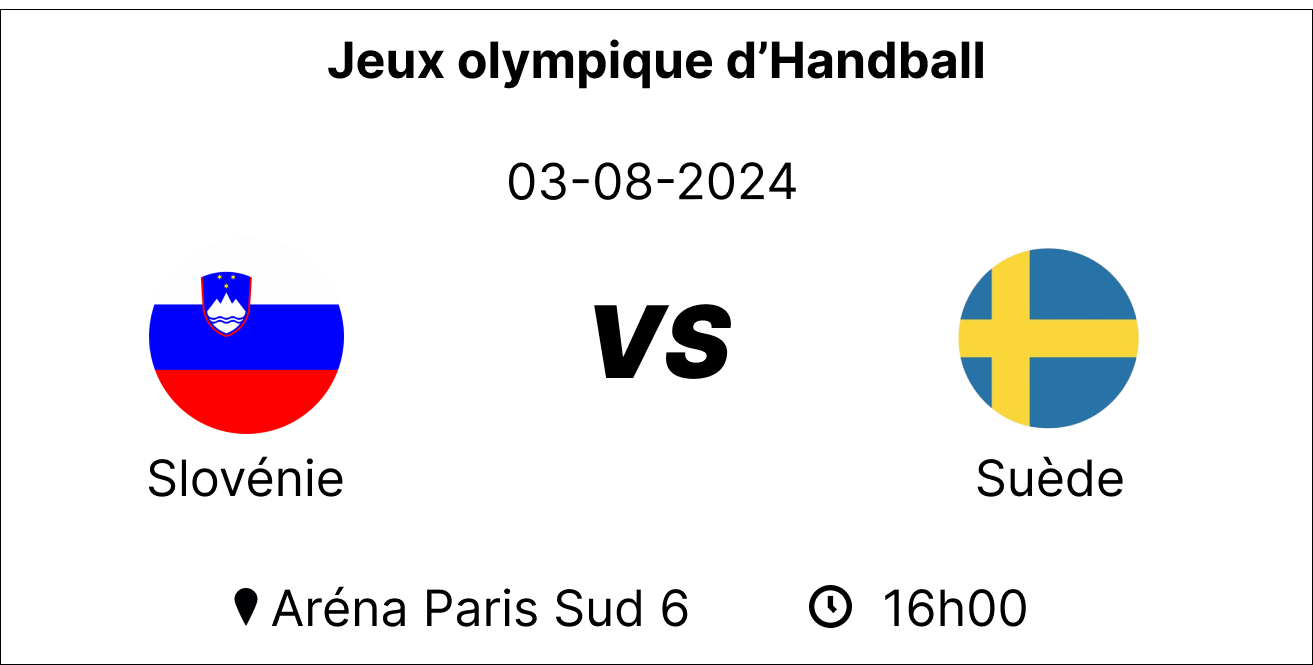 Jeux olympique d’Handball
03-08-2024
VS
Slovénie
Suède
Aréna Paris Sud 6
16h00